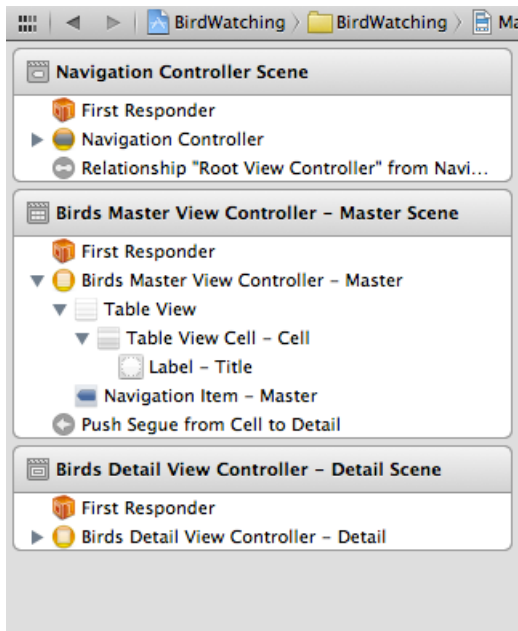 BirdWatching BirdWatching Ma
Navigation Controller Scene
First Responder
Navigation Controller
Relationship "Root View Controller" from Navi...
Birds Master View Controller – Master Scene
First Responder
Birds Master View Controller – Master
Table View
Table View Cell – Cell
Label – Title
Navigation Item – Master
Push Segue from Cell to Detail
Birds Detail View Controller – Detail Scene
First Responder
Birds Detail View Controller – Detail